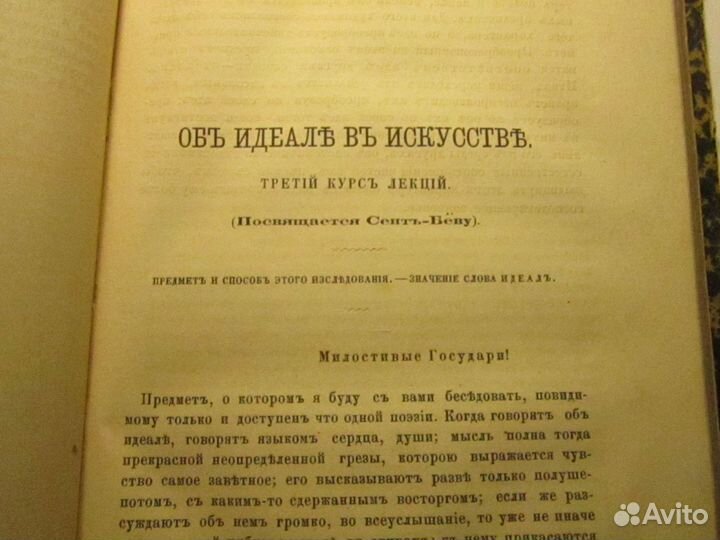 ОБЪ ИДЕАЛѢ ВЪ ИСКУССТВѢ.
ТРЕТІЙ КУРСЪ ЛЕКЦІЙ.
(Посвящается Сентъ-Бёву).
ПРЕДМЕТЪ И СПОСОБЪ ЭТОГО ИЗСЛѢДОВАНІЯ.—ЗНАЧЕНІЕ СЛОВА ИДЕАЛЪ.
Милостивые Государи!
Предметъ, о которомъ я буду съ вами бесѣдовать, повиди-
мому только и доступенъ что одной поэзіи. Когда говорятъ объ
идеалѣ, говорятъ языкомъ сердца, души; мысль полна тогда
прекрасной неопредѣленной грезы, которою выражается чув-
ство самое завѣтное; его высказываютъ развѣ только полуше-
потомъ, съ какимъ-то сдержаннымъ восторгомъ; если же раз-
суждаютъ объ немъ громко, во всеуслышаніе, то уже не иначе
къ нему прикасаются
Avito